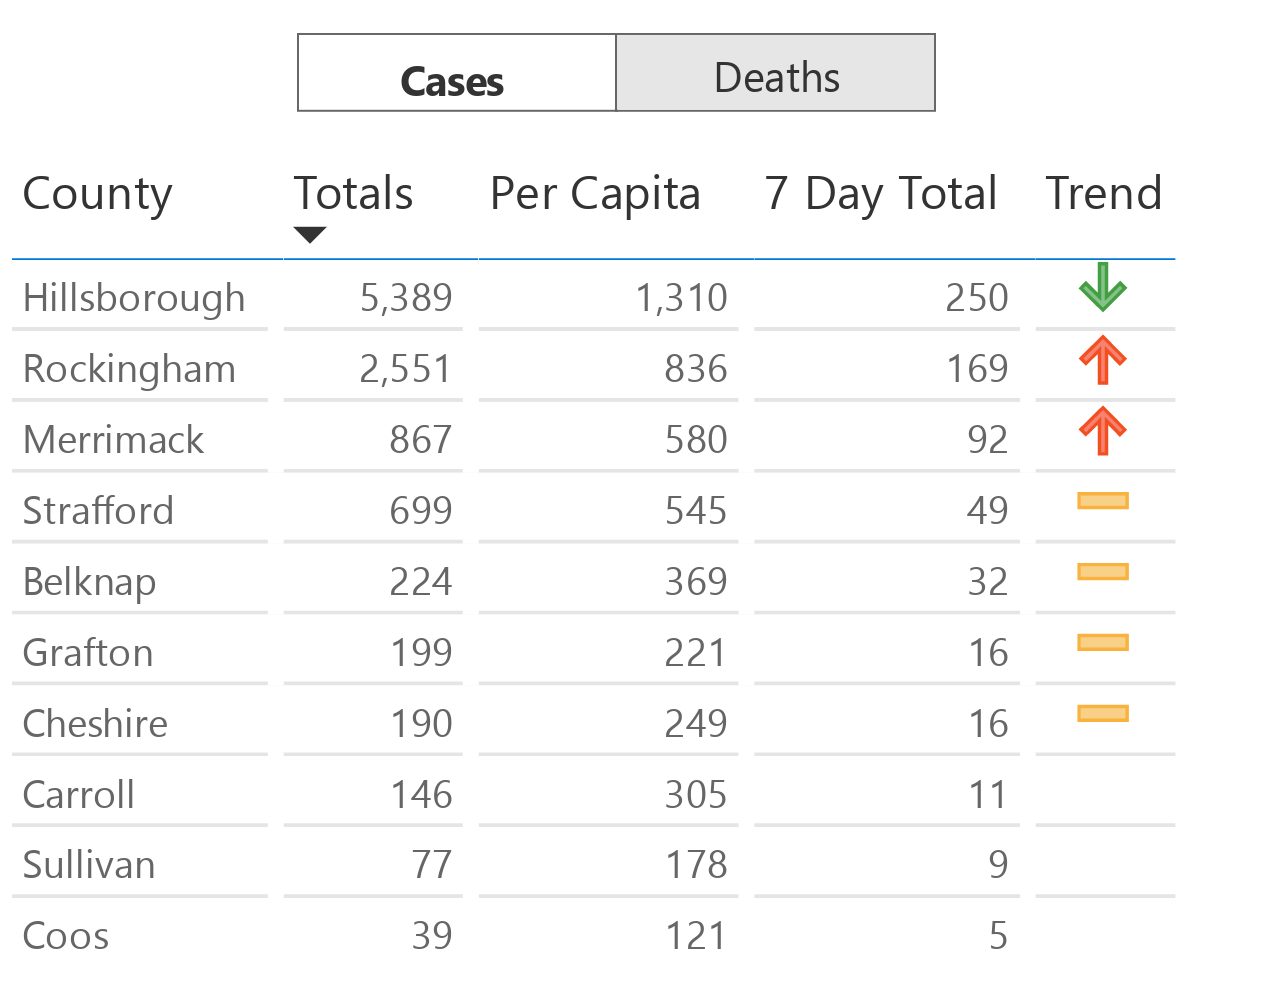 Cases Deaths
County Totals Per Capita 7 Day Total Trend
Hillsborough 5,389 1,310 250
Rockingham 2,551 836 169
Merrimack 867 580 92
Strafford 699 545 49
Belknap 224 369 32
Grafton 199 221 16
Cheshire 190 249 16
Carroll 146 305 11
Sullivan 77 178 9
Coos 39 121 5